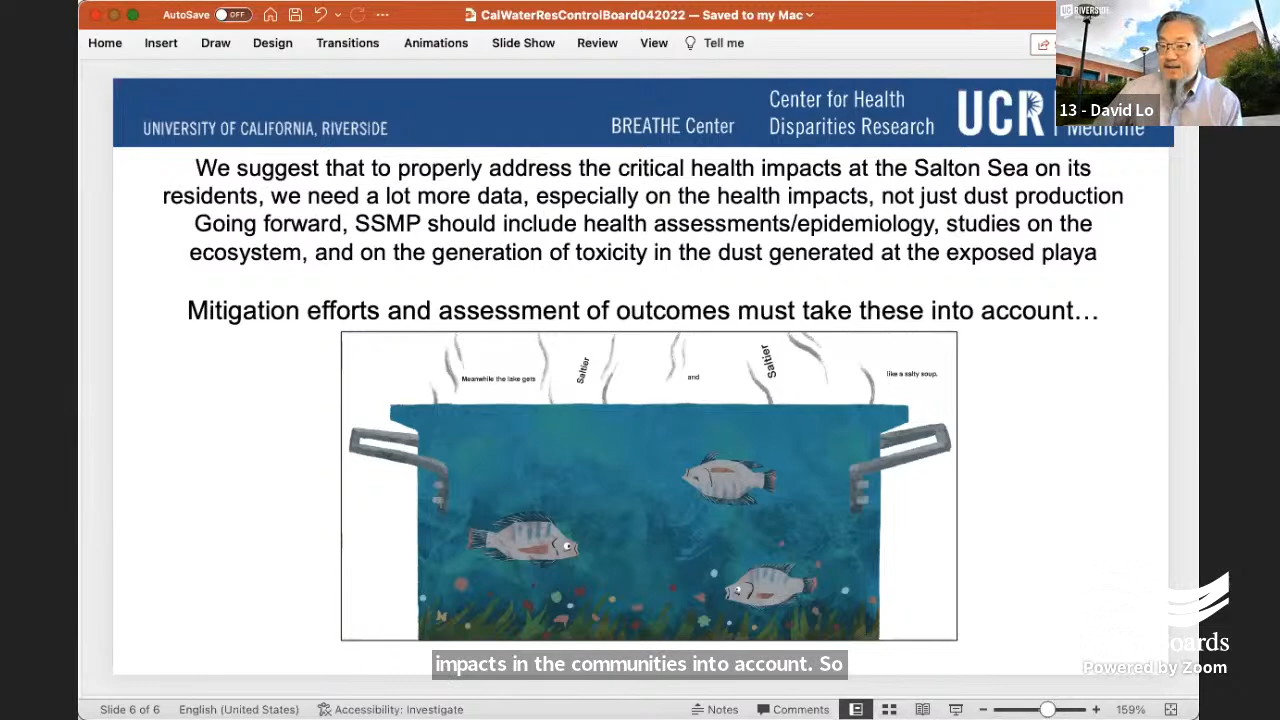 AutoSave OFF
CalWaterResControlBoard042022 — Saved to my Mac
UC RIVERSIDE
Home Insert Draw Design Transitions Animations Slide Show Review View Tell me
13 - David Lo
UNIVERSITY OF CALIFORNIA, RIVERSIDE
BREATHE Center
Center for Health
Disparities Research
UCR
Medicine
We suggest that to properly address the critical health impacts at the Salton Sea on its
residents, we need a lot more data, especially on the health impacts, not just dust production
Going forward, SSMP should include health assessments/epidemiology, studies on the
ecosystem, and on the generation of toxicity in the dust generated at the exposed playa
Mitigation efforts and assessment of outcomes must take these into account…
Meanwhile the lake gets Saltier and Saltier like a salty soup.
impacts in the communities into account. So
ards
Powered by Zoom
Slide 6 of 6 English (United States) Accessibility: Investigate Notes Comments 159%